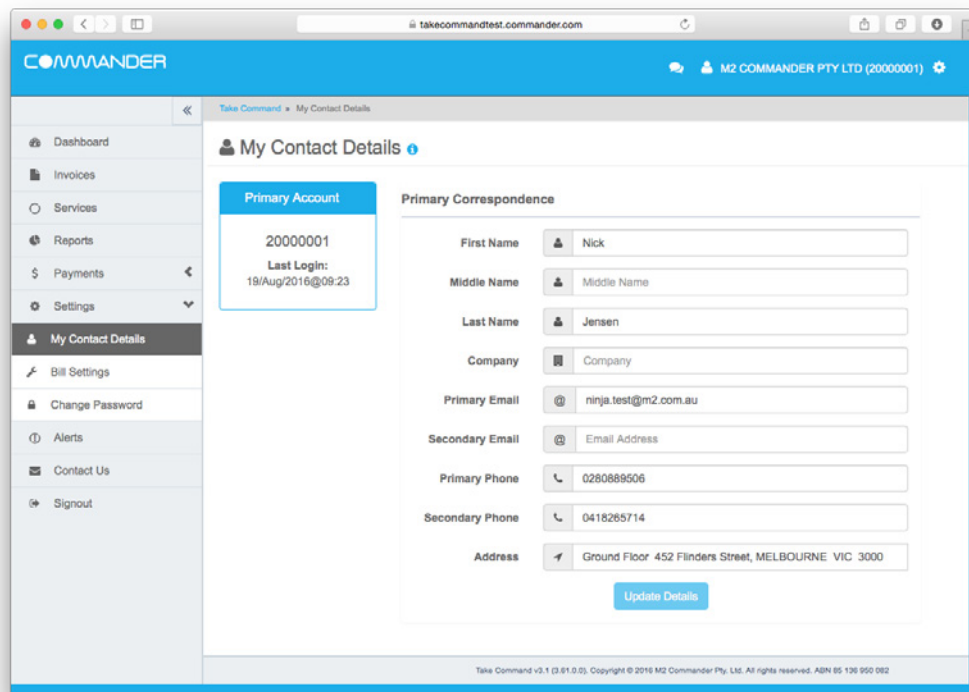 takecommandtest.commander.com
COMMANDER
M2 COMMANDER PTY LTD (20000001)
Take Command » My Contact Details
Dashboard
Invoices
Services
Reports
Payments
Settings
My Contact Details
Bill Settings
Change Password
Alerts
Contact Us
Signout
My Contact Details
Primary Account
20000001
Last Login:
19/Aug/2016@09:23
Primary Correspondence
First Name Nick
Middle Name Middle Name
Last Name Jensen
Company Company
Primary Email @ ninja.test@m2.com.au
Secondary Email @ Email Address
Primary Phone 0280889506
Secondary Phone 0418265714
Address Ground Floor 452 Flinders Street, MELBOURNE VIC 3000
Update Details
Take Command v3.1 (3.61.0.0). Copyright © 2016 M2 Commander Pty. Ltd. All rights reserved. ABN 85 136 950 082